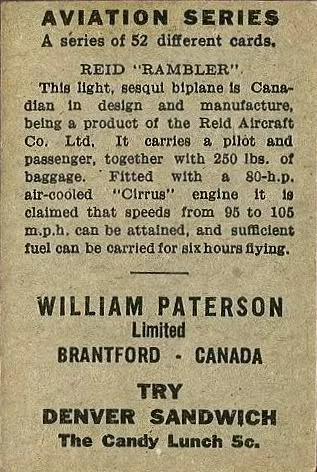 AVIATION SERIES
A series of 52 different cards.
REID "RAMBLER".
This light, sesqui biplane is Cana-
dian in design and manufacture,
being a product of the Reid Aircraft
Co. Ltd. It carries a pilot and
passenger, together with 250 lbs. of
baggage. Fitted with a 80-h.p.
air-cooled "Cirrus" engine it is
claimed that speeds from 95 to 105
m.p.h. can be attained, and sufficient
fuel can be carried for six hours flying.
WILLIAM PATERSON
Limited
BRANTFORD - CANADA
TRY
DENVER SANDWICH
The Candy Lunch 5c.